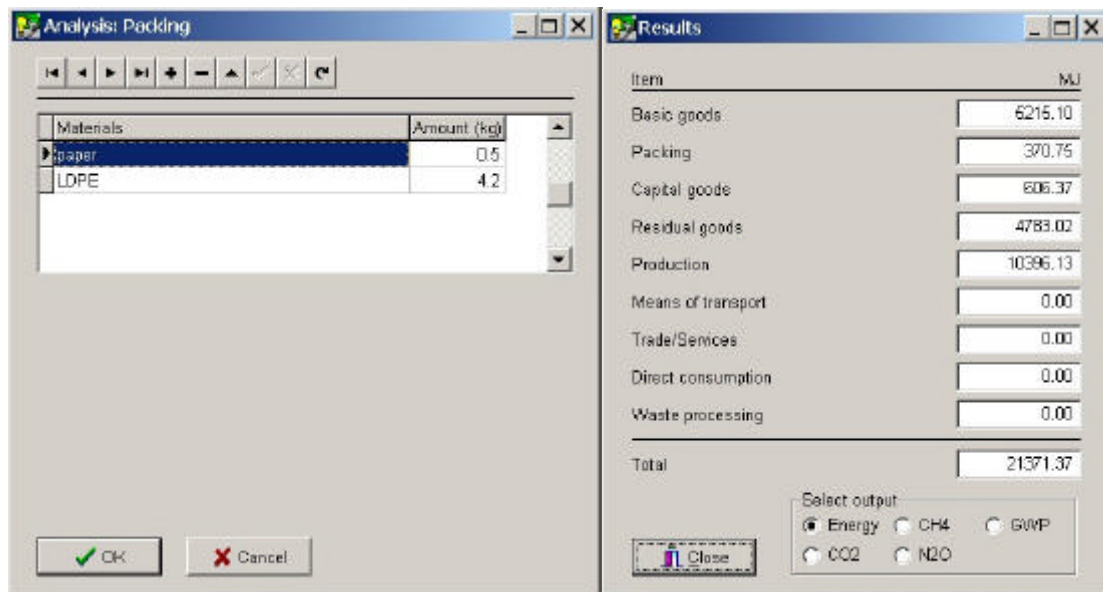 Analysis: Packing
Materials Amount (kg)
paper 0.5
LDPE 4.2
OK Cancel
Results
Item MJ
Basic goods 5215.10
Packing 370.75
Capital goods 606.37
Residual goods 4783.02
Production 10396.13
Means of transport 0.00
Trade/Services 0.00
Direct consumption 0.00
Waste processing 0.00
Total 21371.37
Select output
Energy CH4 GWP
CO2 N2O
Close